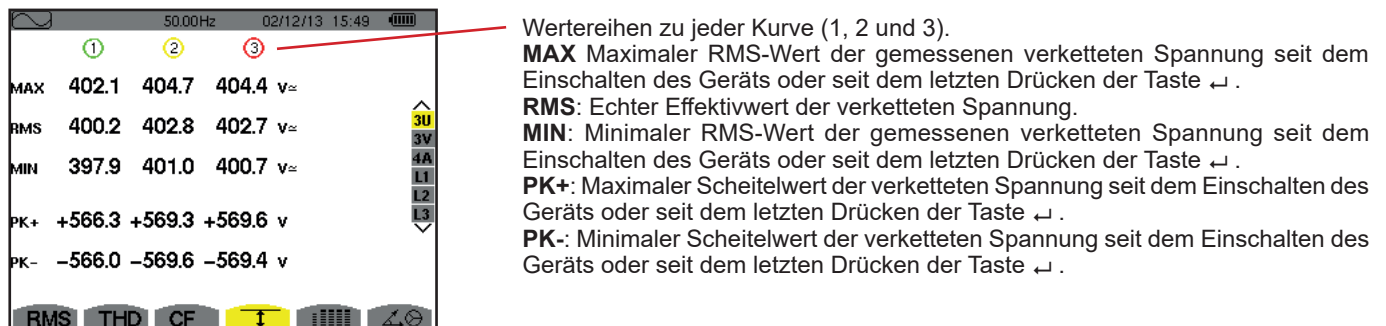 50.00Hz 02/12/13 15:49
1 2 3
MAX 402.1 404.7 404.4 V≃
RMS 400.2 402.8 402.7 V≃
MIN 397.9 401.0 400.7 V≃
PK+ +566.3 +569.3 +569.6 V
PK- −566.0 −569.6 −569.4 V
3U
3V
4A
L1
L2
L3
RMS THD CF
Wertereihen zu jeder Kurve (1, 2 und 3).
MAX Maximaler RMS-Wert der gemessenen verketteten Spannung seit dem
Einschalten des Geräts oder seit dem letzten Drücken der Taste ↵ .
RMS: Echter Effektivwert der verketteten Spannung.
MIN: Minimaler RMS-Wert der gemessenen verketteten Spannung seit dem
Einschalten des Geräts oder seit dem letzten Drücken der Taste ↵ .
PK+: Maximaler Scheitelwert der verketteten Spannung seit dem Einschalten des
Geräts oder seit dem letzten Drücken der Taste ↵ .
PK-: Minimaler Scheitelwert der verketteten Spannung seit dem Einschalten des
Geräts oder seit dem letzten Drücken der Taste ↵ .